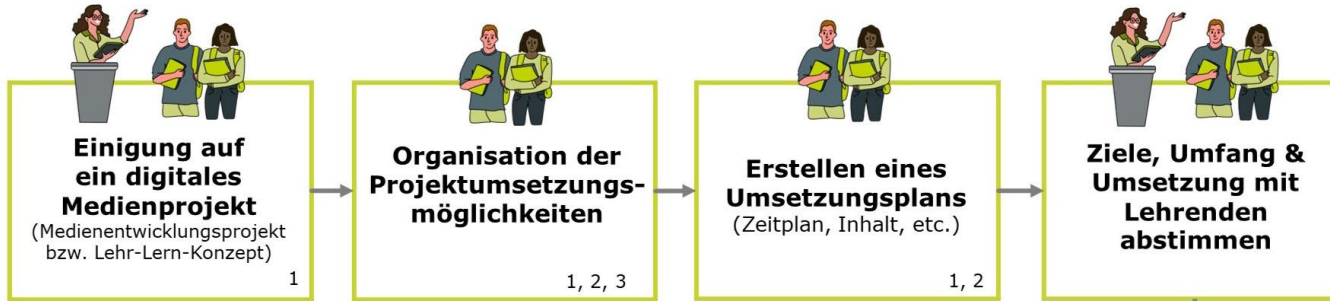 Einigung auf
ein digitales
Medienprojekt
(Medienentwicklungsprojekt
bzw. Lehr-Lern-Konzept)
1
Organisation der
Projektumsetzungs-
möglichkeiten
1, 2, 3
Erstellen eines
Umsetzungsplans
(Zeitplan, Inhalt, etc.)
1, 2
Ziele, Umfang &
Umsetzung mit
Lehrenden
abstimmen